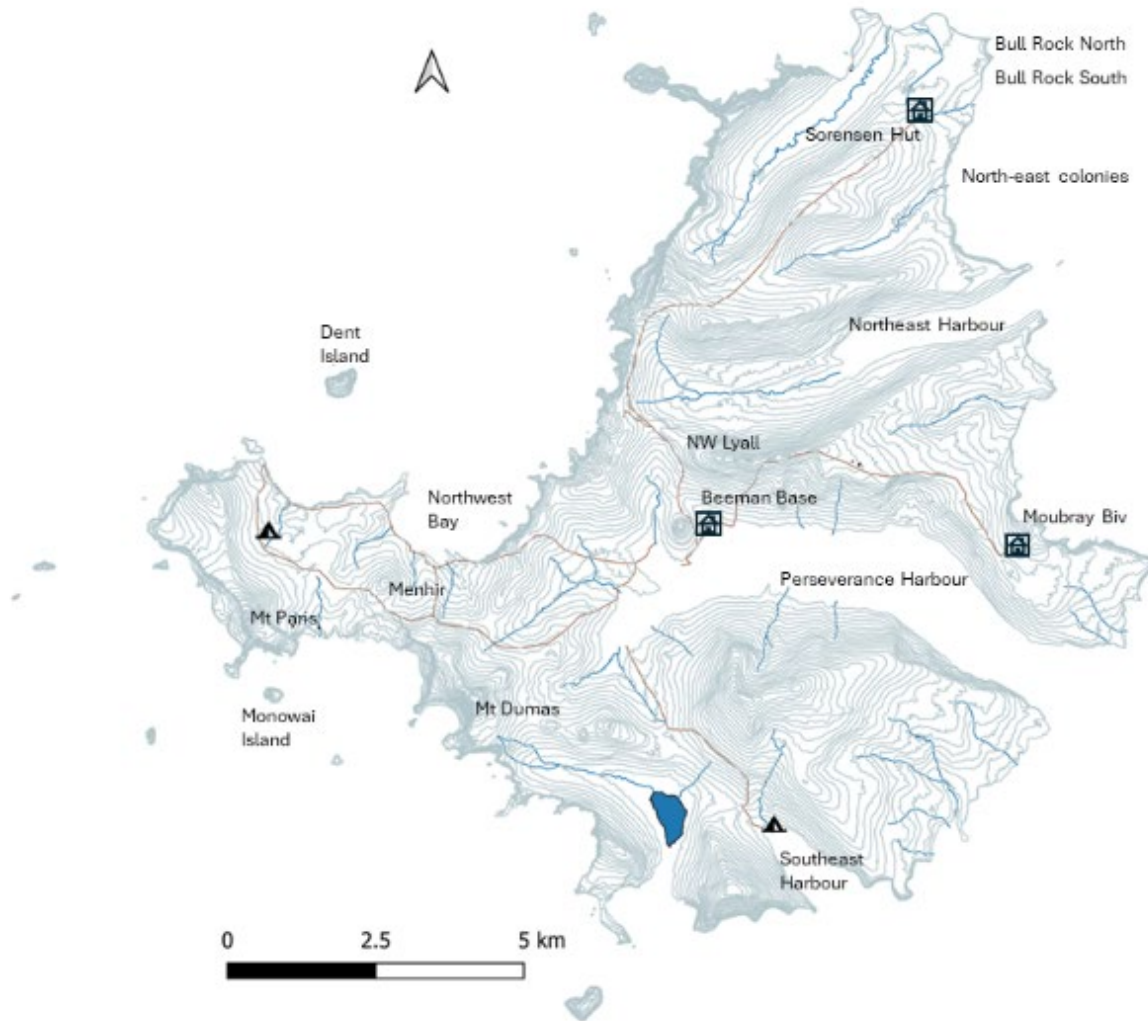 Bull Rock North
Bull Rock South
Sorensen Hut
North-east colonies
Northeast Harbour
Dent
Island
NW Lyall
Northwest
Bay
Beeman Base
Moubray Biv
Menhir
Perseverance Harbour
Mt Paris
Monowai
Island
Mt Dumas
Southeast
Harbour
0 2.5 5 km